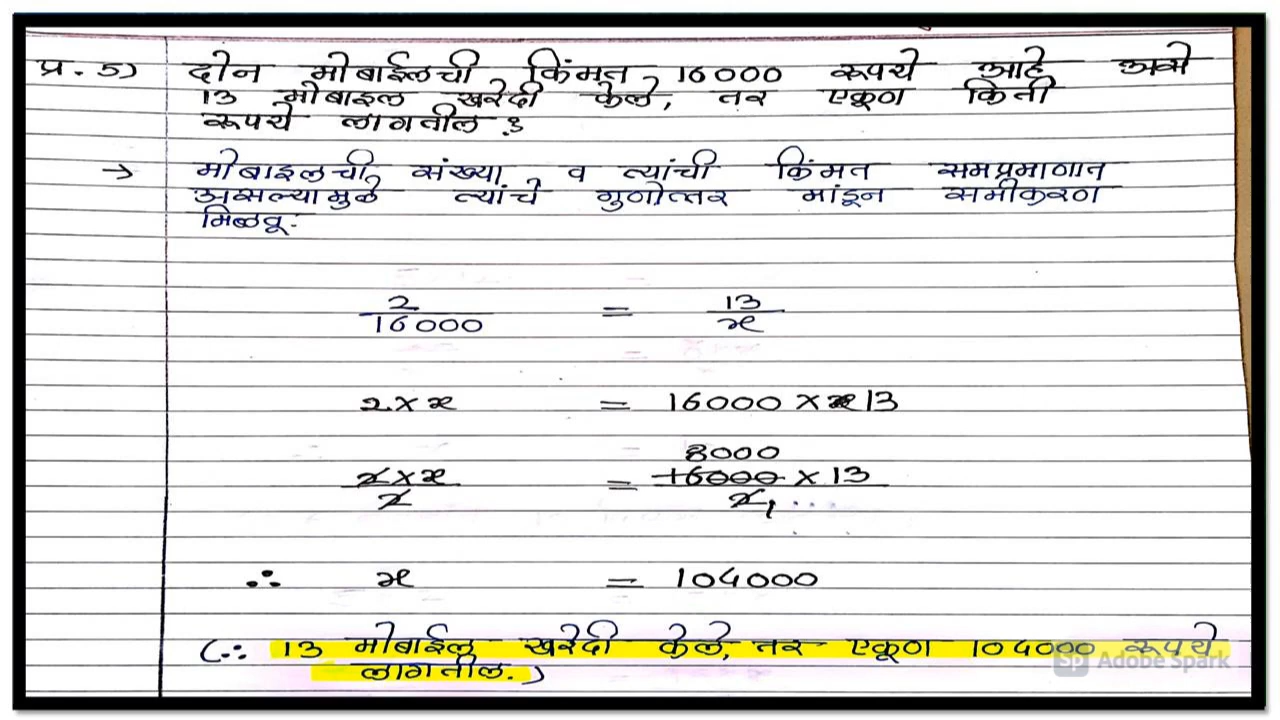 प्र. 5) दोन मोबाईलची किंमत 16000 रूपये आहे असे
13 मोबाइल खरेदी केले, तर एकूण किती
रूपये लागतील ?
→ मोबाइलची संख्या व त्यांची किंमत समप्रमाणात
असल्यामुळे त्यांचे गुणोत्तर मांडून समीकरण
मिळवू:
2/16000 = 13/x
2 × x = 16000 × 13
8000
2 × x / 2 = 16000 × 13 / 2 1
∴ x = 104000
(∴ 13 मोबाईल खरेदी केले, तर एकूण 104000 रूपये
लागतील.)
Sp Adobe Spark